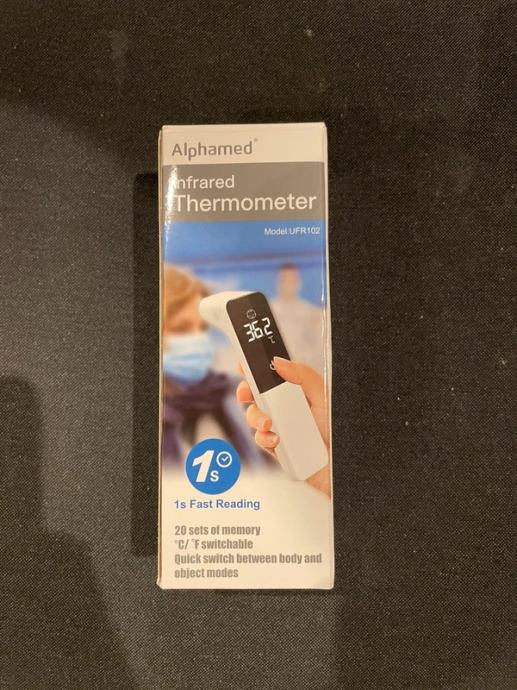 Alphamed®
Infrared
Thermometer
Model:UFR102
36.2
°C
1s
1s Fast Reading
20 sets of memory
°C/ °F switchable
Quick switch between body and
object modes